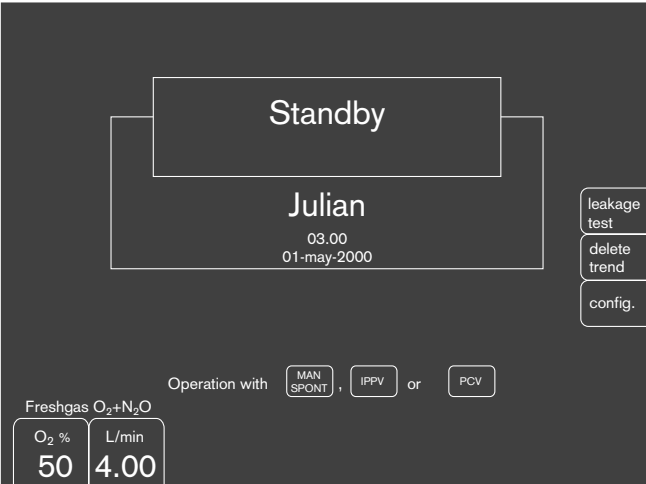 Standby
Julian
03.00
01-may-2000
leakage
test
delete
trend
config.
Operation with MAN SPONT , IPPV or PCV
Freshgas O₂+N₂O
O₂ % L/min
50 4.00